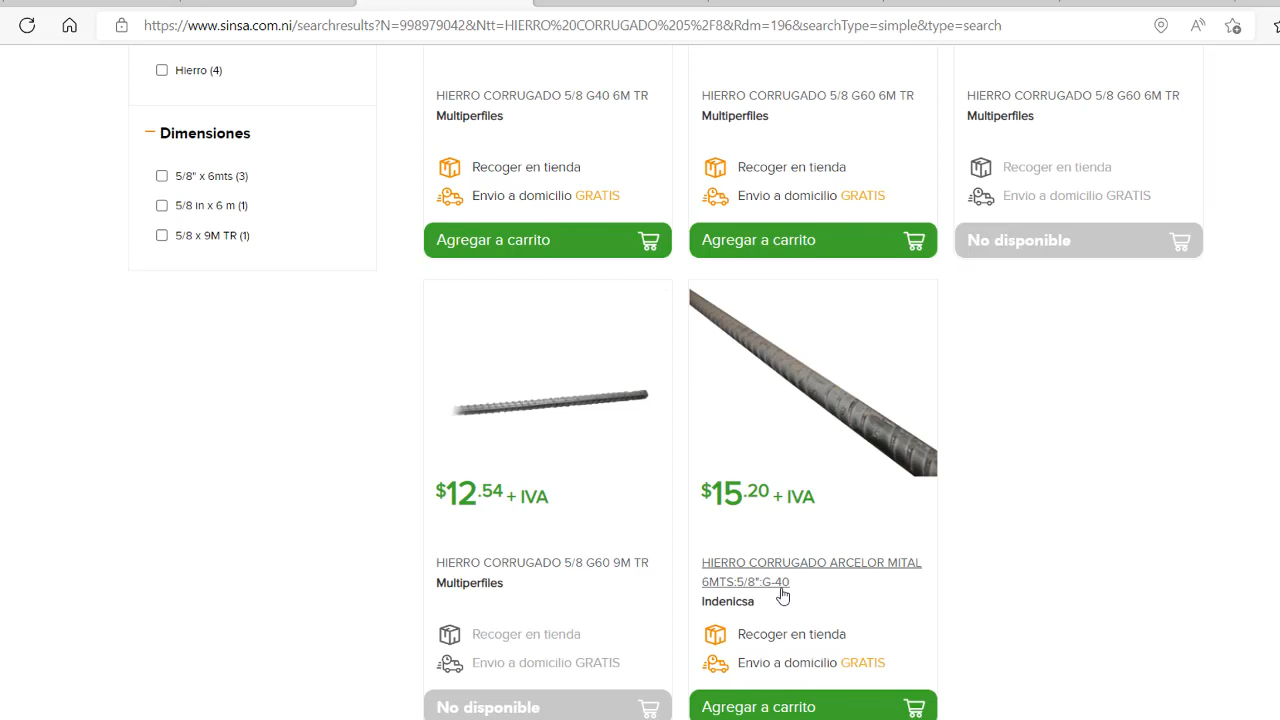 https://www.sinsa.com.ni/searchresults?N=998979042&Ntt=HIERRO%20CORRUGADO%205%2F8&Rdm=196&searchType=simple&type=search
Hierro (4)
Dimensiones
5/8" x 6mts (3)
5/8 in x 6 m (1)
5/8 x 9M TR (1)
HIERRO CORRUGADO 5/8 G40 6M TR
Multiperfiles
Recoger en tienda
Envio a domicilio GRATIS
Agregar a carrito
HIERRO CORRUGADO 5/8 G60 6M TR
Multiperfiles
Recoger en tienda
Envio a domicilio GRATIS
Agregar a carrito
HIERRO CORRUGADO 5/8 G60 6M TR
Multiperfiles
Recoger en tienda
Envio a domicilio GRATIS
No disponible
$12.54 + IVA
HIERRO CORRUGADO 5/8 G60 9M TR
Multiperfiles
Recoger en tienda
Envio a domicilio GRATIS
No disponible
$15.20 + IVA
HIERRO CORRUGADO ARCELOR MITAL
6MTS:5/8":G-40
Indenicsa
Recoger en tienda
Envio a domicilio GRATIS
Agregar a carrito